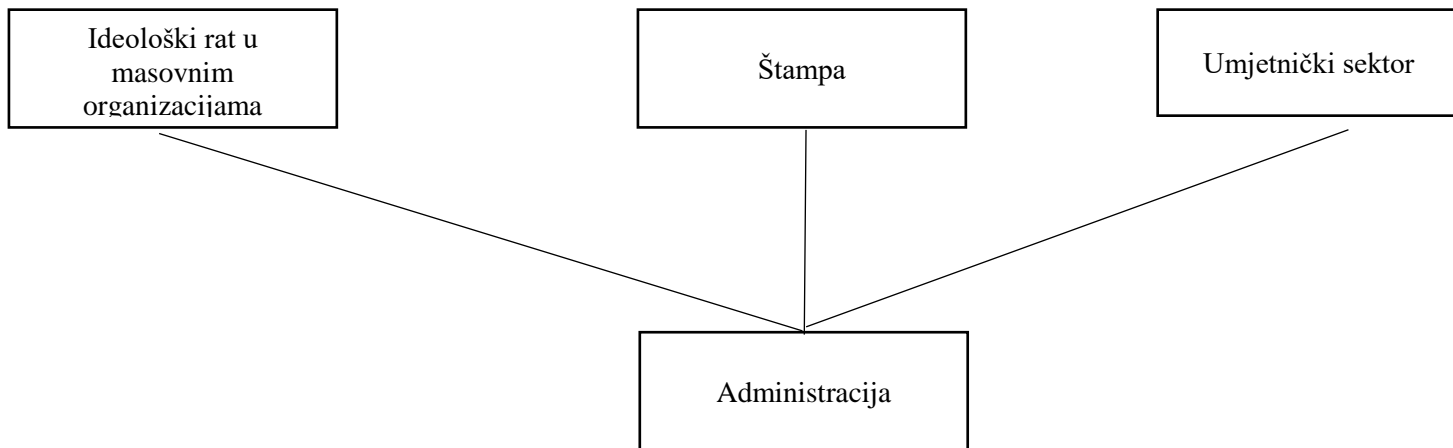 Ideološki rat u
masovnim
organizacijama
Štampa
Umjetnički sektor
Administracija